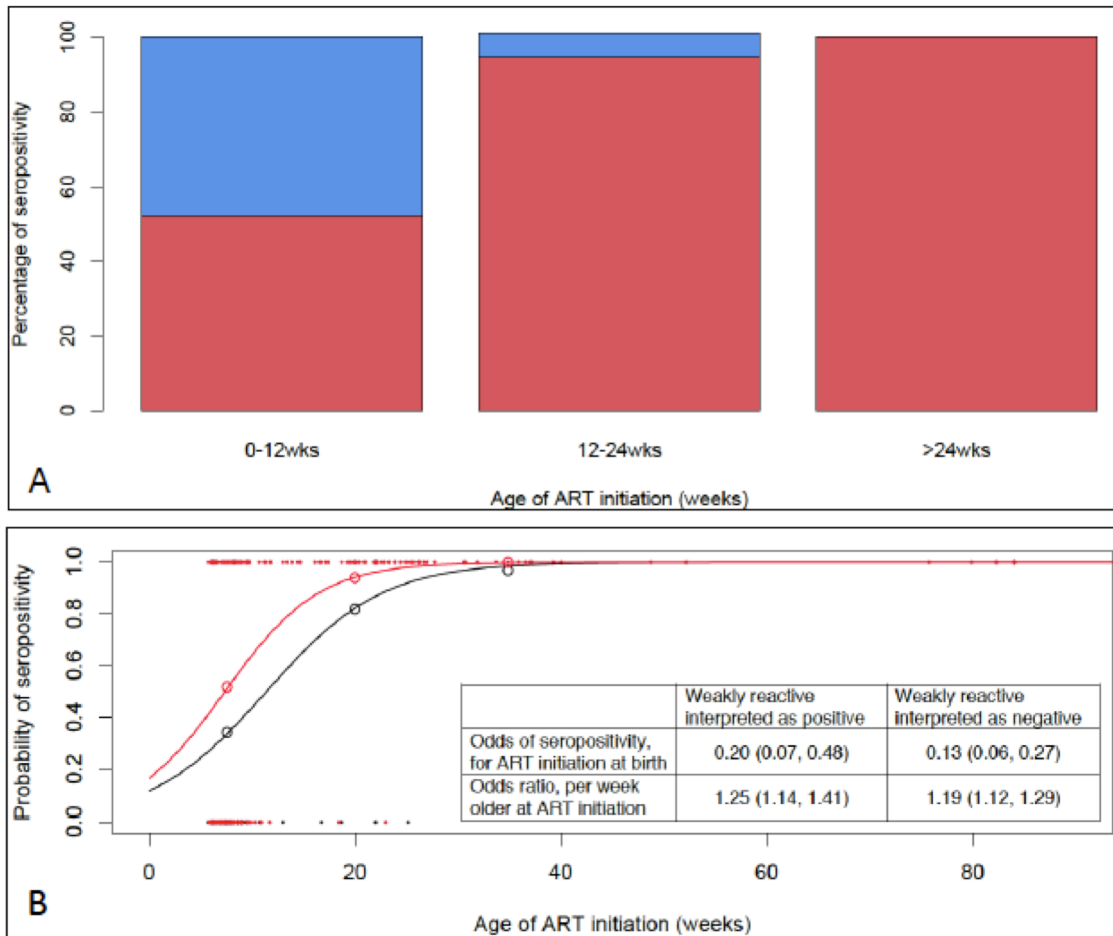 Percentage of seropositivity
100
80
60
40
20
0
0-12wks 12-24wks >24wks
Age of ART initiation (weeks)
A
Probability of seropositivity
1.0
0.8
0.6
0.4
0.2
0.0
Weakly reactive interpreted as positive
Weakly reactive interpreted as negative
Odds of seropositivity,
for ART initiation at birth
0.20 (0.07, 0.48) 0.13 (0.06, 0.27)
Odds ratio, per week
older at ART initiation
1.25 (1.14, 1.41) 1.19 (1.12, 1.29)
0 20 40 60 80
Age of ART initiation (weeks)
B